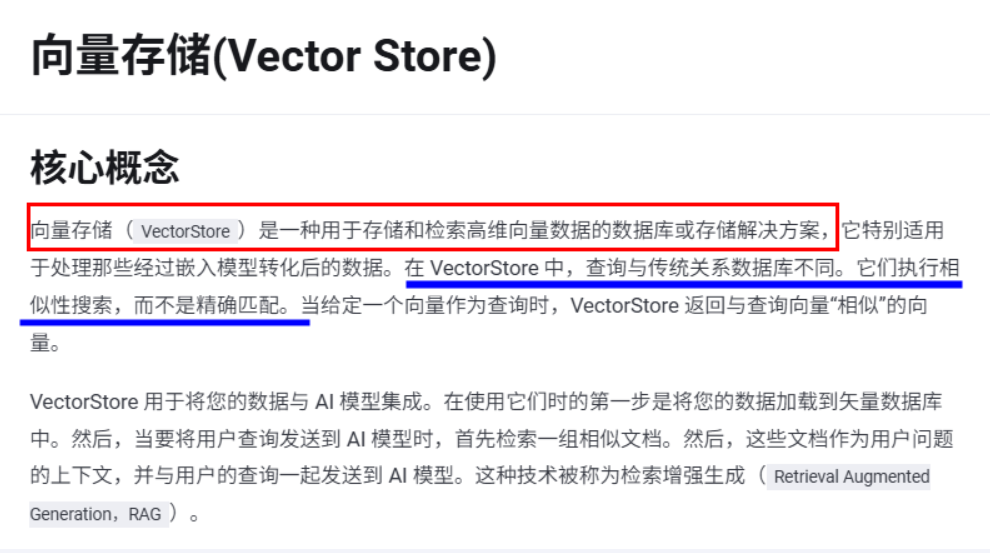 向量存储(Vector Store)
核心概念
向量存储（ VectorStore ）是一种用于存储和检索高维向量数据的数据库或存储解决方案，它特别适用
于处理那些经过嵌入模型转化后的数据。在 VectorStore 中，查询与传统关系数据库不同。它们执行相
似性搜索，而不是精确匹配。当给定一个向量作为查询时，VectorStore 返回与查询向量“相似”的向
量。
VectorStore 用于将您的数据与 AI 模型集成。在使用它们时的第一步是将您的数据加载到矢量数据库
中。然后，当要将用户查询发送到 AI 模型时，首先检索一组相似文档。然后，这些文档作为用户问题
的上下文，并与用户的查询一起发送到 AI 模型。这种技术被称为检索增强生成（ Retrieval Augmented
Generation，RAG ）。